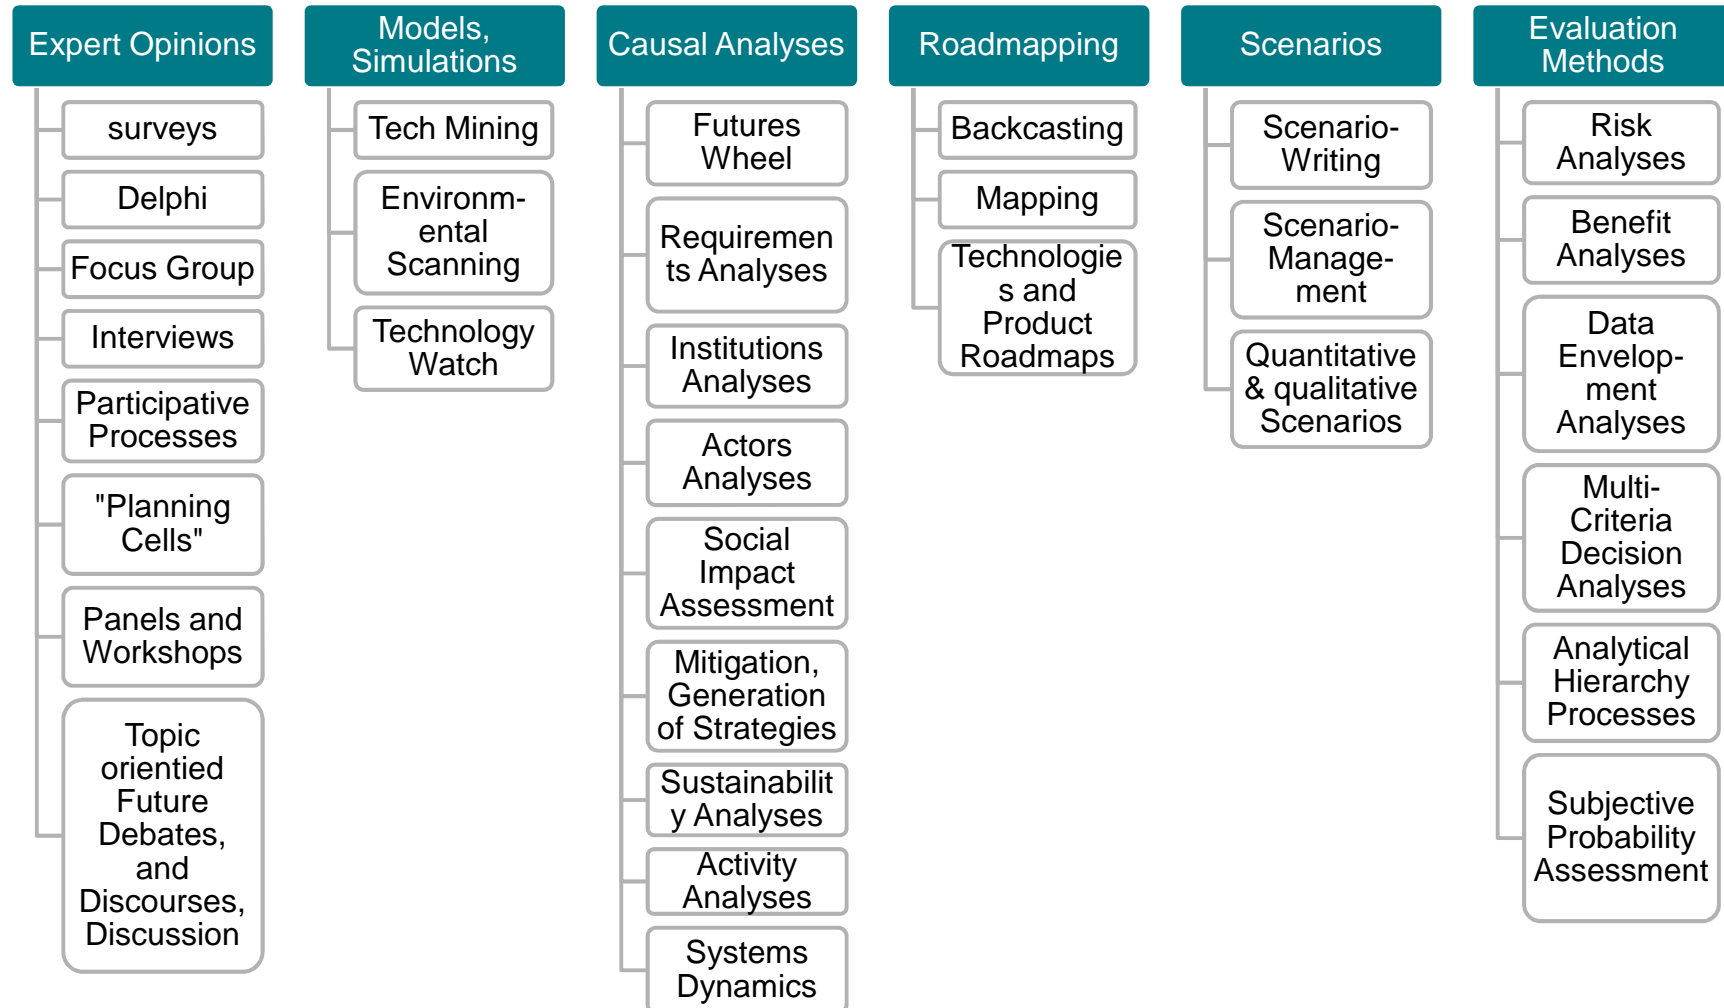 Expert Opinions
surveys
Delphi
Focus Group
Interviews
Participative
Processes
"Planning
Cells"
Panels and
Workshops
Topic
orientied
Future
Debates,
and
Discourses,
Discussion
Models,
Simulations
Tech Mining
Environm-
ental
Scanning
Technology
Watch
Causal Analyses
Futures
Wheel
Requiremen
ts Analyses
Institutions
Analyses
Actors
Analyses
Social
Impact
Assessment
Mitigation,
Generation
of Strategies
Sustainabilit
y Analyses
Activity
Analyses
Systems
Dynamics
Roadmapping
Backcasting
Mapping
Technologie
s and
Product
Roadmaps
Scenarios
Scenario-
Writing
Scenario-
Manage-
ment
Quantitative
& qualitative
Scenarios
Evaluation
Methods
Risk
Analyses
Benefit
Analyses
Data
Envelop-
ment
Analyses
Multi-
Criteria
Decision
Analyses
Analytical
Hierarchy
Processes
Subjective
Probability
Assessment